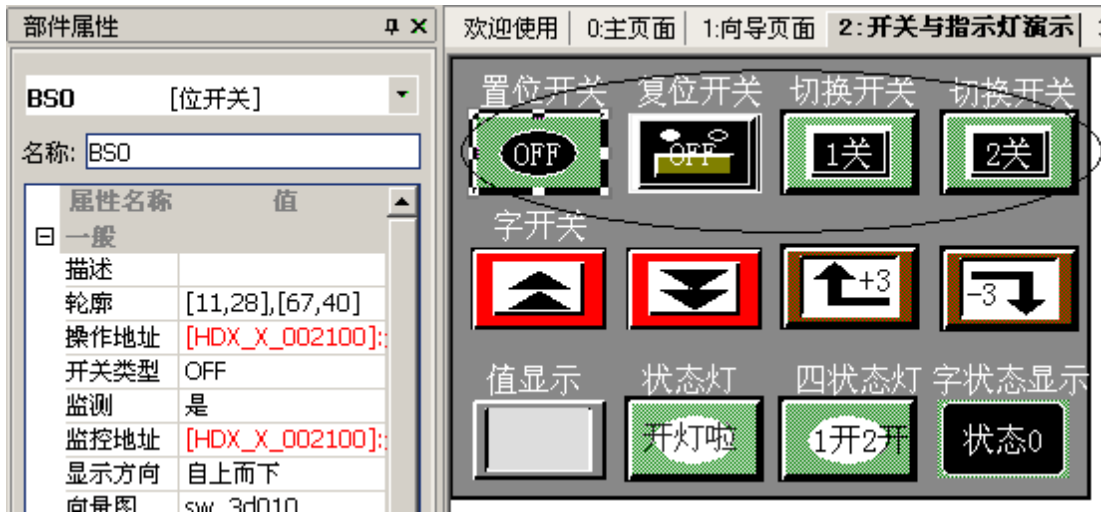 部件属性
BS0 [位开关]
名称: BS0
属性名称 值
一般
描述
轮廓 [11,28],[67,40]
操作地址 [HDX_X_002100]:
开关类型 OFF
监测 是
监控地址 [HDX_X_002100]:
显示方向 自上而下
向量图 sw_3d010
欢迎使用 0:主页面 1:向导页面 2:开关与指示灯演示
置位开关 复位开关 切换开关 切换开关
OFF OFF 1关 2关
字开关
+3 -3
值显示 状态灯 四状态灯 字状态显示
开灯啦 1开2开 状态0